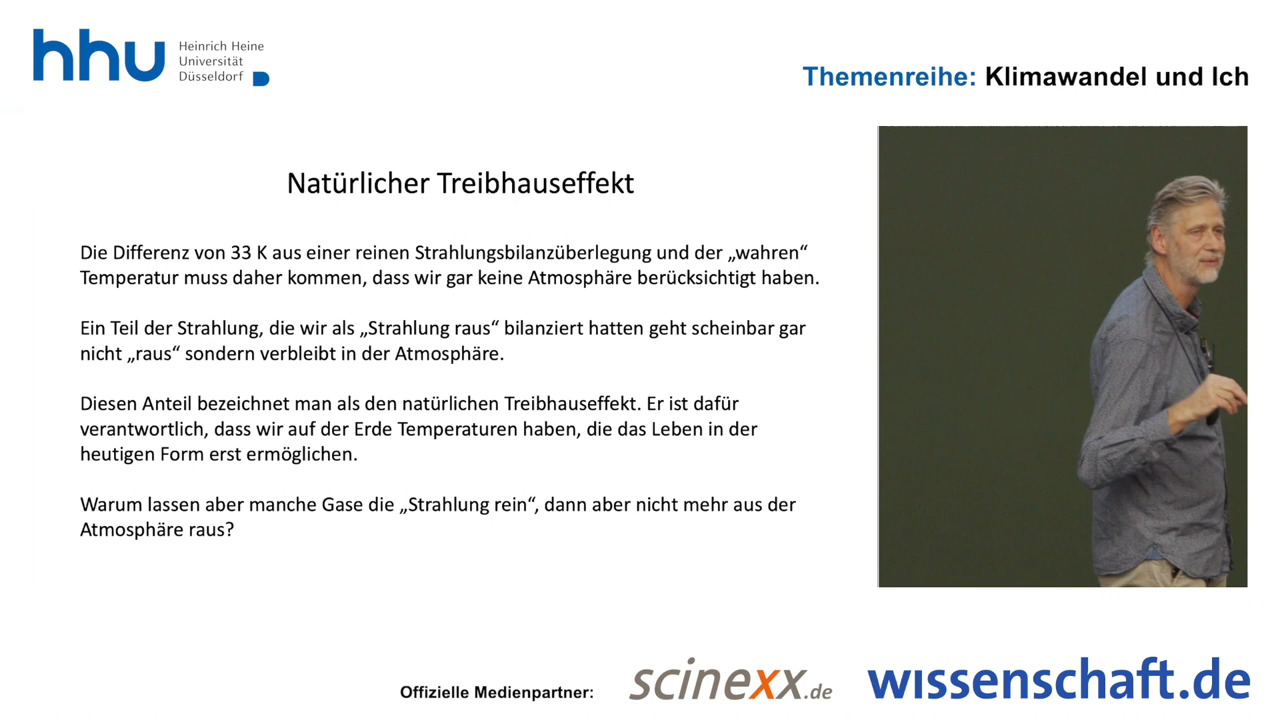 hhu Heinrich Heine
Universität
Düsseldorf
Themenreihe: Klimawandel und Ich
Natürlicher Treibhauseffekt
Die Differenz von 33 K aus einer reinen Strahlungsbilanzüberlegung und der „wahren“
Temperatur muss daher kommen, dass wir gar keine Atmosphäre berücksichtigt haben.
Ein Teil der Strahlung, die wir als „Strahlung raus“ bilanziert hatten geht scheinbar gar
nicht „raus“ sondern verbleibt in der Atmosphäre.
Diesen Anteil bezeichnet man als den natürlichen Treibhauseffekt. Er ist dafür
verantwortlich, dass wir auf der Erde Temperaturen haben, die das Leben in der
heutigen Form erst ermöglichen.
Warum lassen aber manche Gase die „Strahlung rein“, dann aber nicht mehr aus der
Atmosphäre raus?
Offizielle Medienpartner: scinexx.de wissenschaft.de